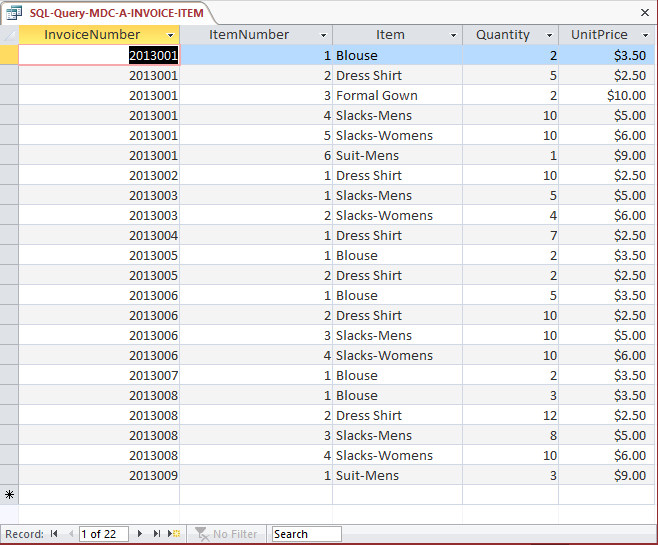 SQL-Query-MDC-A-INVOICE-ITEM
InvoiceNumber ItemNumber Item Quantity UnitPrice
2013001 1 Blouse 2 $3.50
2013001 2 Dress Shirt 5 $2.50
2013001 3 Formal Gown 2 $10.00
2013001 4 Slacks-Mens 10 $5.00
2013001 5 Slacks-Womens 10 $6.00
2013001 6 Suit-Mens 1 $9.00
2013002 1 Dress Shirt 10 $2.50
2013003 1 Slacks-Mens 5 $5.00
2013003 2 Slacks-Womens 4 $6.00
2013004 1 Dress Shirt 7 $2.50
2013005 1 Blouse 2 $3.50
2013005 2 Dress Shirt 2 $2.50
2013006 1 Blouse 5 $3.50
2013006 2 Dress Shirt 10 $2.50
2013006 3 Slacks-Mens 10 $5.00
2013006 4 Slacks-Womens 10 $6.00
2013007 1 Blouse 2 $3.50
2013008 1 Blouse 3 $3.50
2013008 2 Dress Shirt 12 $2.50
2013008 3 Slacks-Mens 8 $5.00
2013008 4 Slacks-Womens 10 $6.00
2013009 1 Suit-Mens 3 $9.00
Record: 1 of 22 No Filter Search